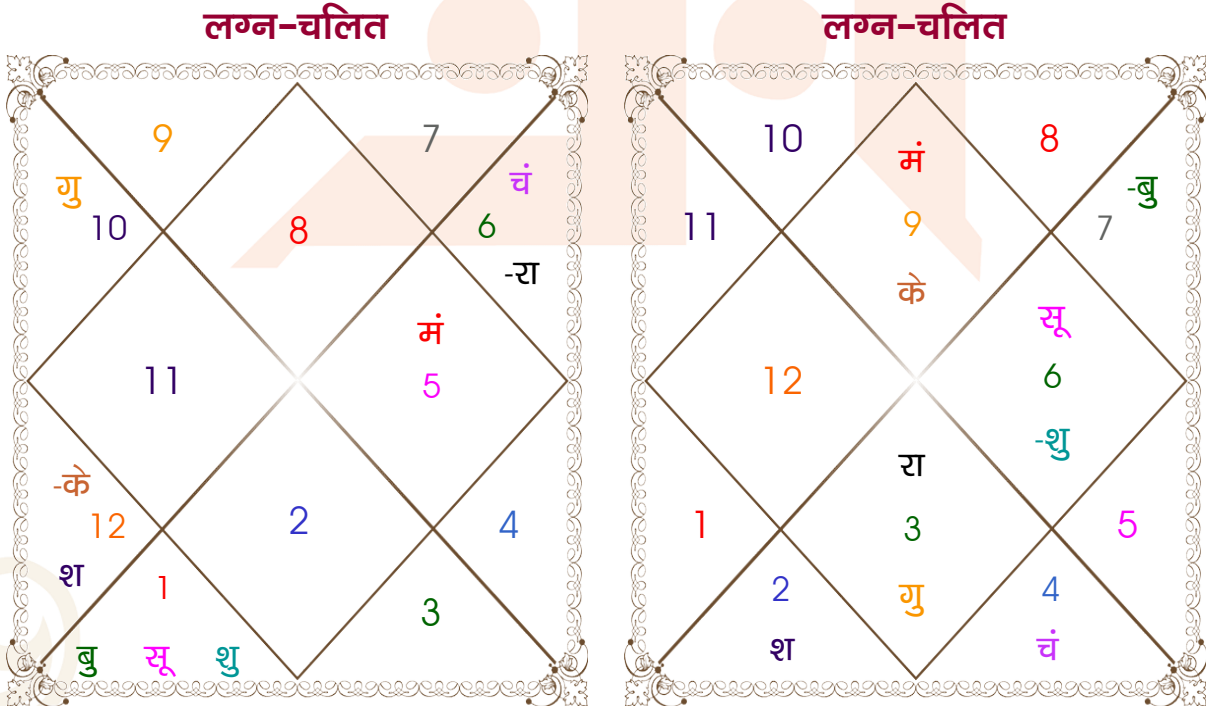 लग्न-चलित
9
7
गु
चं
10
8
6
-रा
मं
11
5
-के
12
2
4
श
1
3
बु सू शु
लग्न-चलित
10
मं
8
-बु
11
9
7
के
सू
12
6
-शु
रा
1
3
5
2
गु
4
श
चं